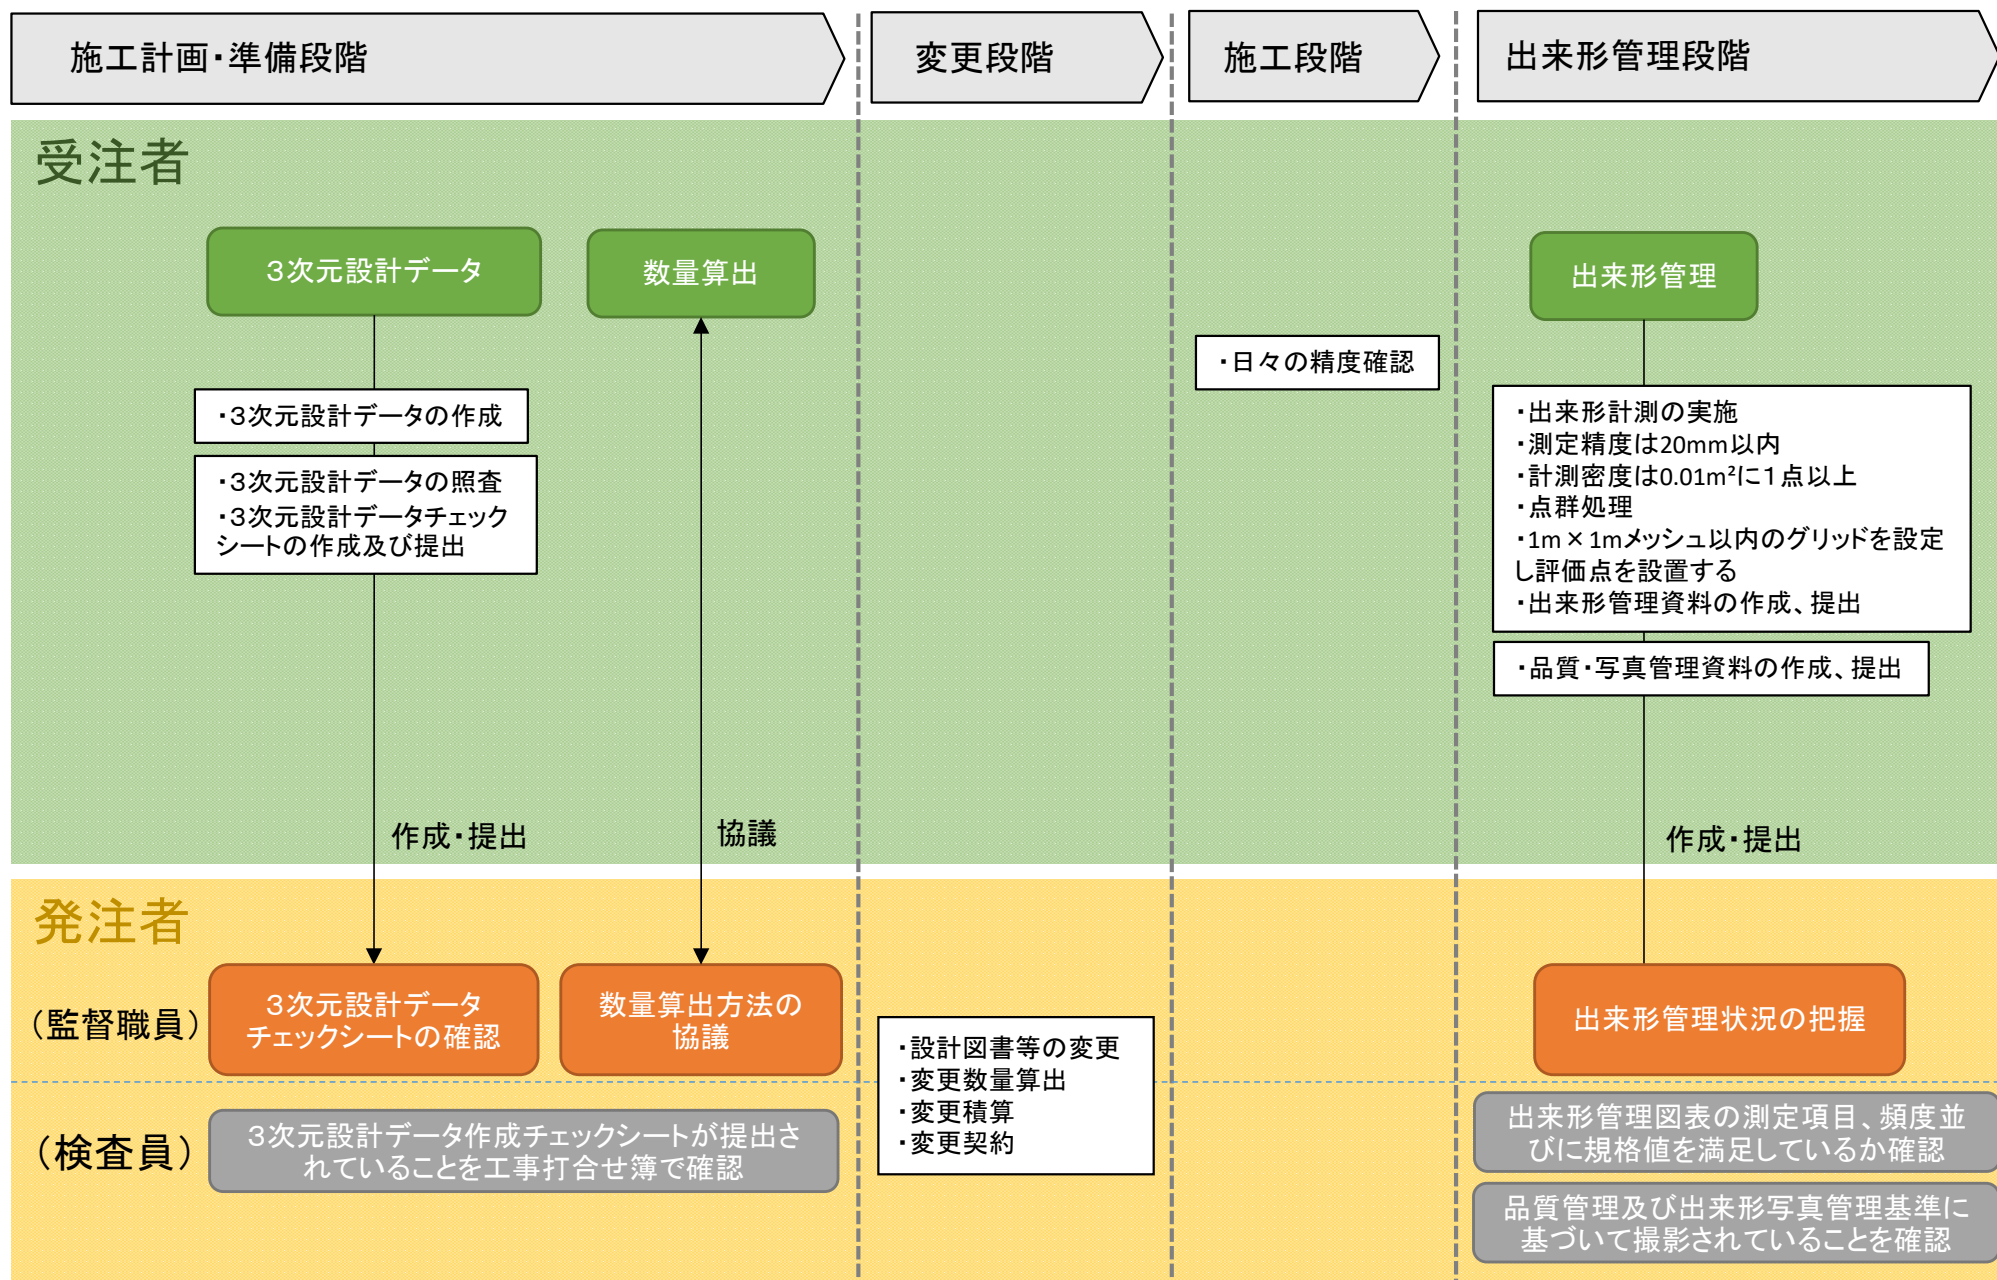 施工計画・準備段階
変更段階
施工段階
出来形管理段階
受注者
３次元設計データ
数量算出
出来形管理
・日々の精度確認
・３次元設計データの作成
・３次元設計データの照査
・３次元設計データチェック
シートの作成及び提出
・出来形計測の実施
・測定精度は20mm以内
・計測密度は0.01m²に１点以上
・点群処理
・1m×1mメッシュ以内のグリッドを設定
し評価点を設置する
・出来形管理資料の作成、提出
・品質・写真管理資料の作成、提出
作成・提出
協議
作成・提出
発注者
（監督職員）
３次元設計データ
チェックシートの確認
数量算出方法の
協議
出来形管理状況の把握
・設計図書等の変更
・変更数量算出
・変更積算
・変更契約
（検査員）
３次元設計データ作成チェックシートが提出さ
れていることを工事打合せ簿で確認
出来形管理図表の測定項目、頻度並
びに規格値を満足しているか確認
品質管理及び出来形写真管理基準に
基づいて撮影されていることを確認